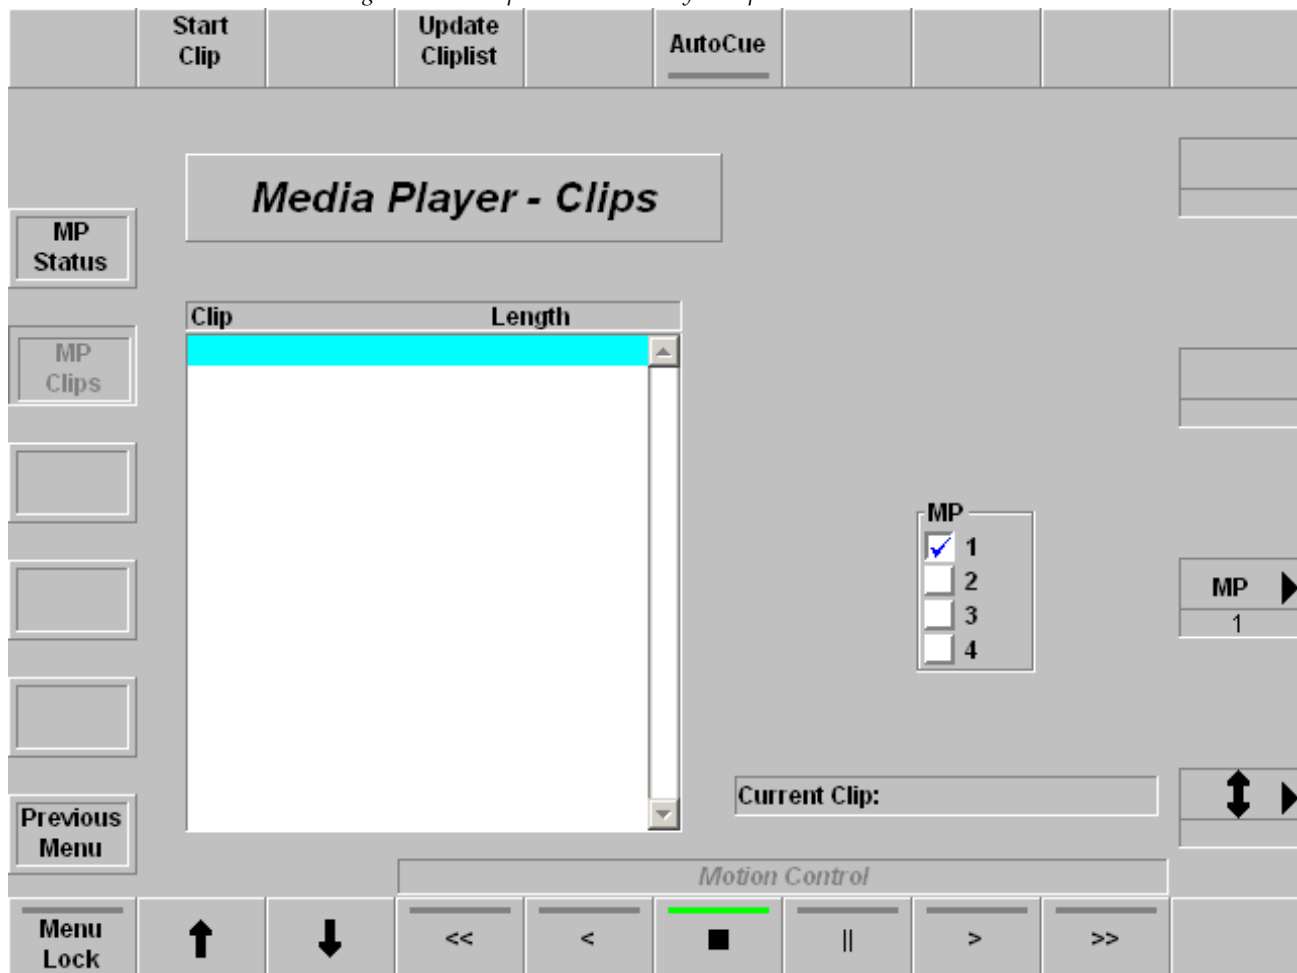 Start
Clip
Update
Cliplist
AutoCue
Media Player - Clips
MP
Status
Clip Length
MP
Clips
MP
1
2
3
4
MP
1
Current Clip:
Previous
Menu
Motion Control
Menu
Lock
<< < ■ || > >>